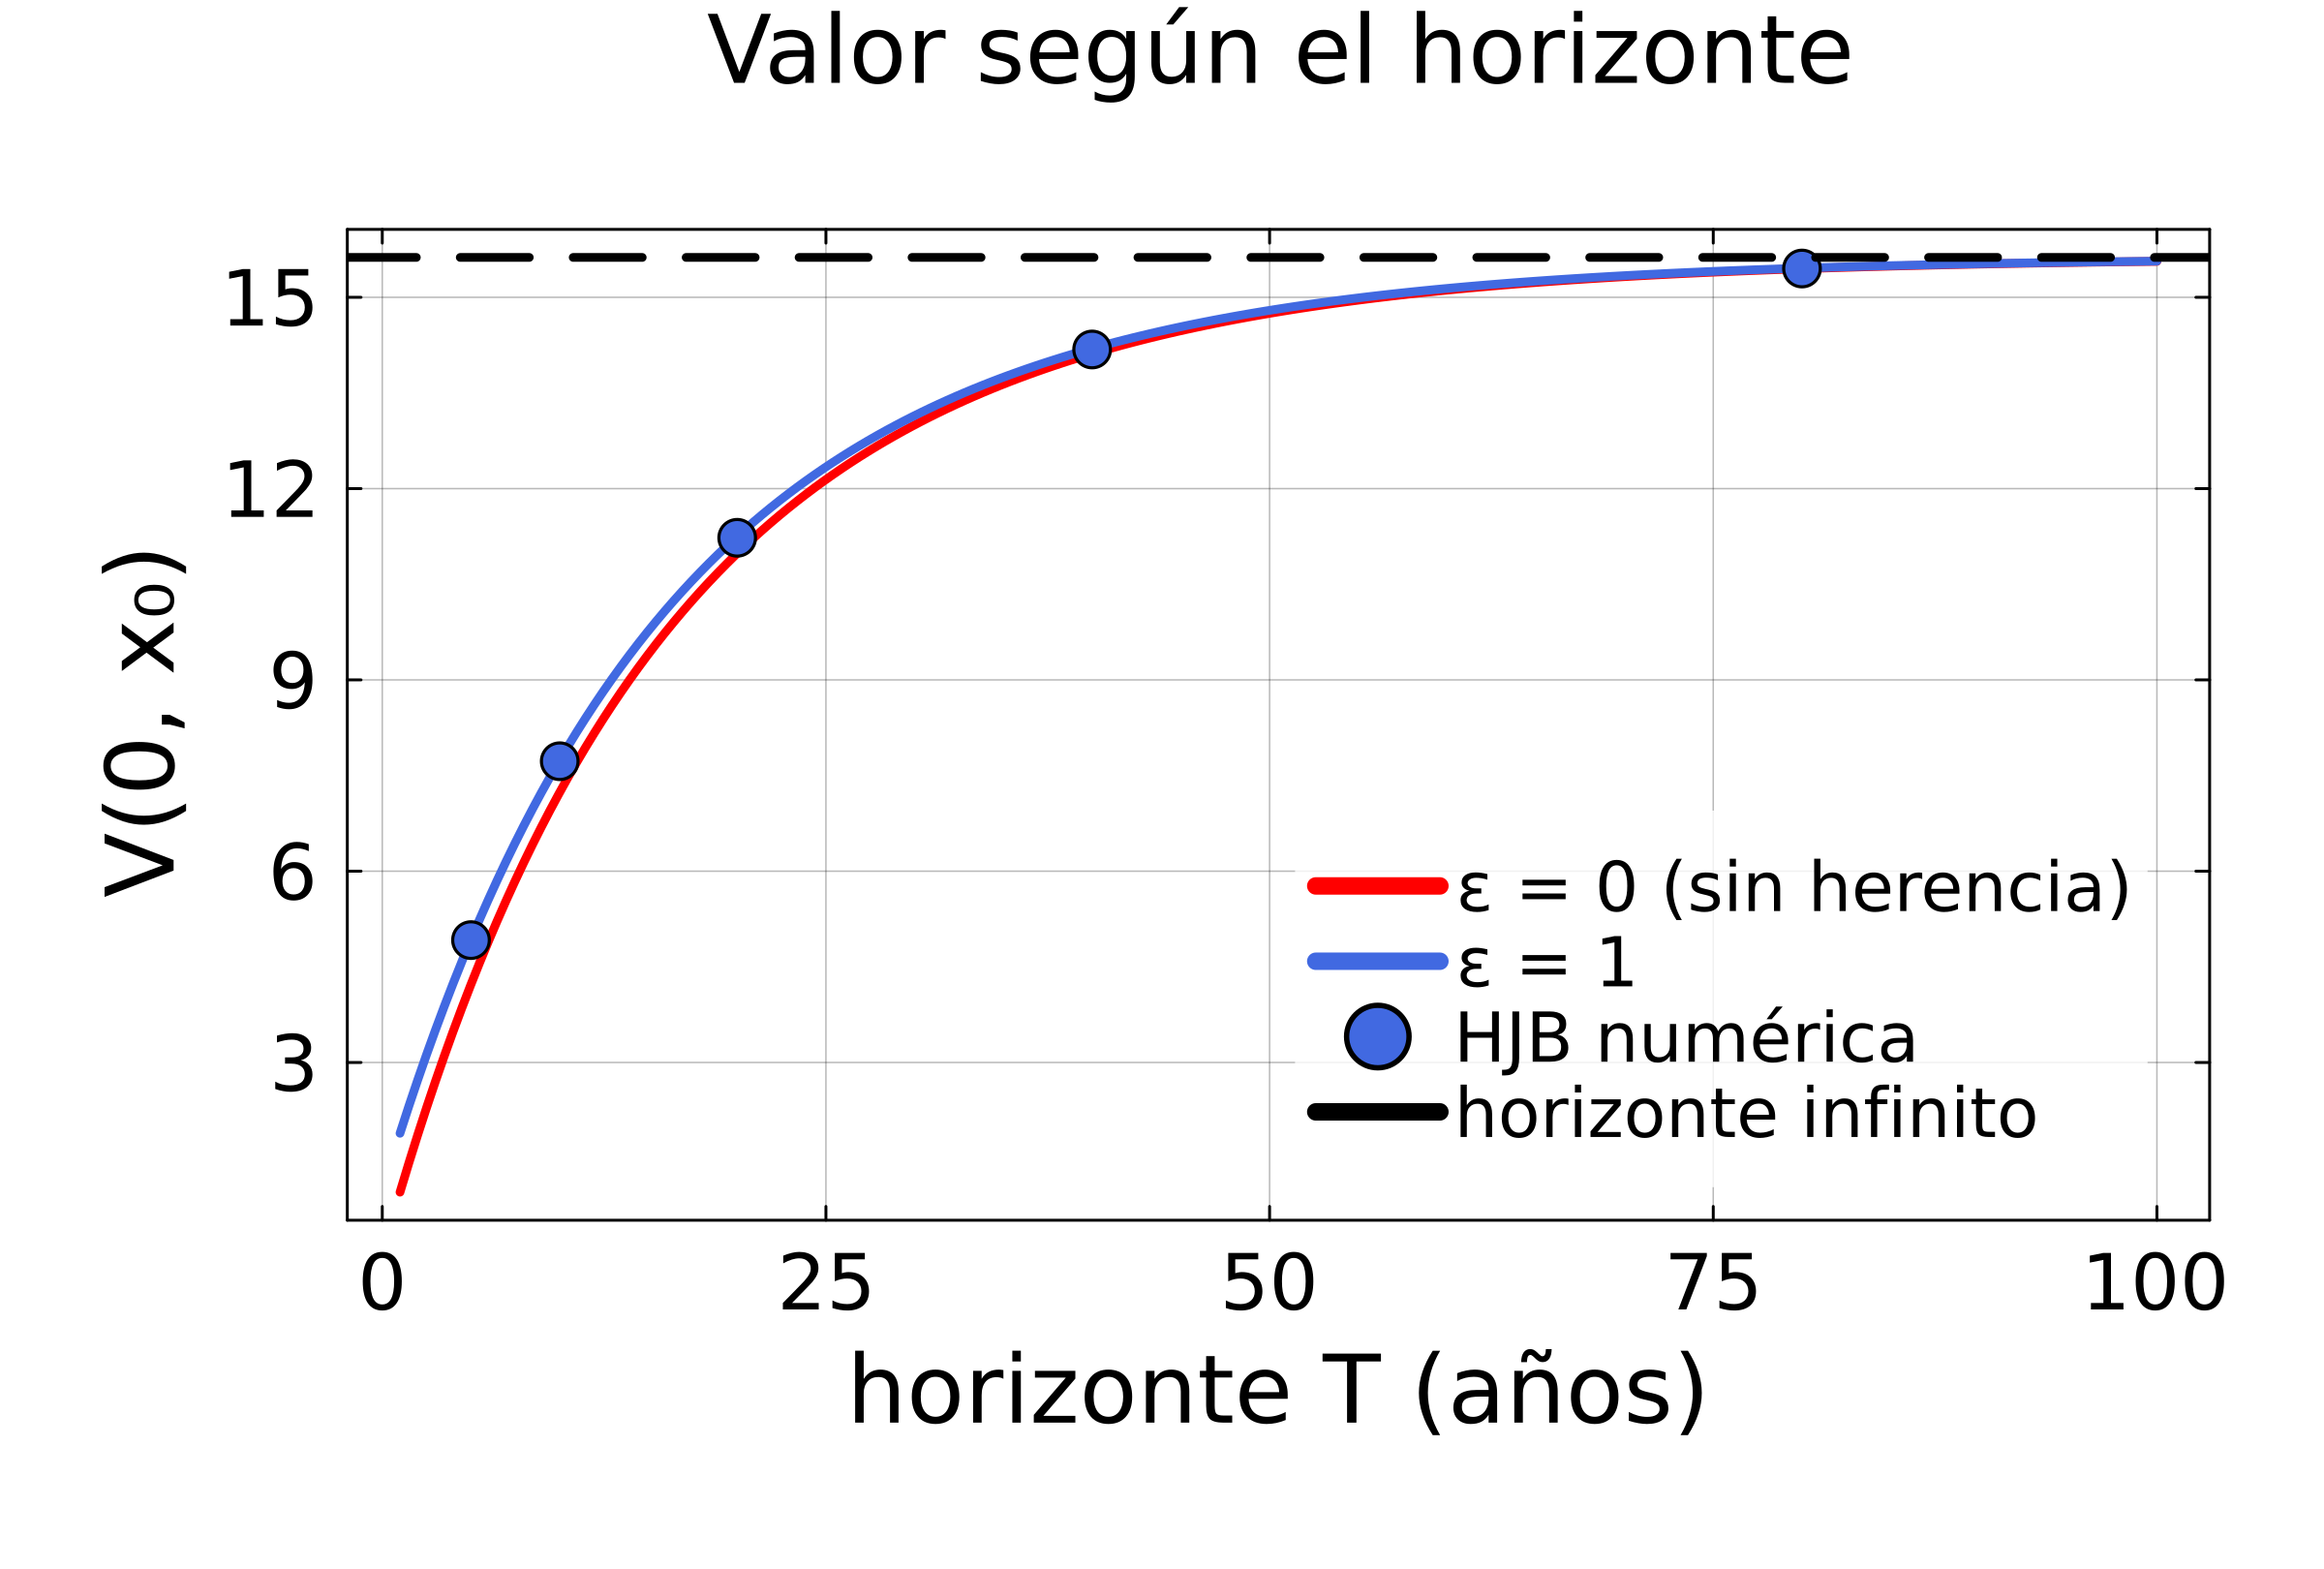 Valor según el horizonte
V(0, x₀)
15
12
9
6
3
ε = 0 (sin herencia)
ε = 1
HJB numérica
horizonte infinito
0 25 50 75 100
horizonte T (años)